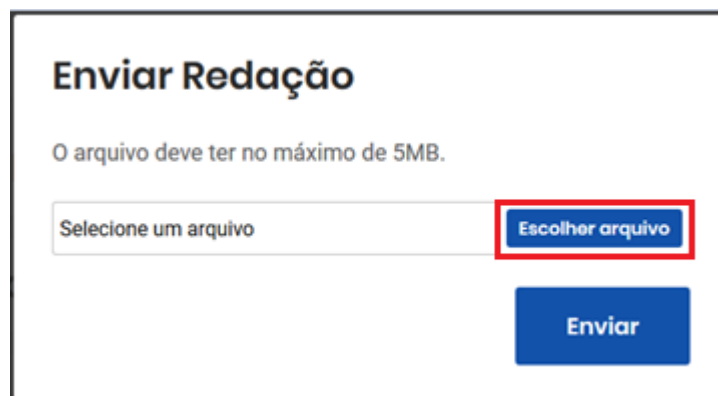 Enviar Redação
O arquivo deve ter no máximo de 5MB.
Selecione um arquivo Escolher arquivo
Enviar